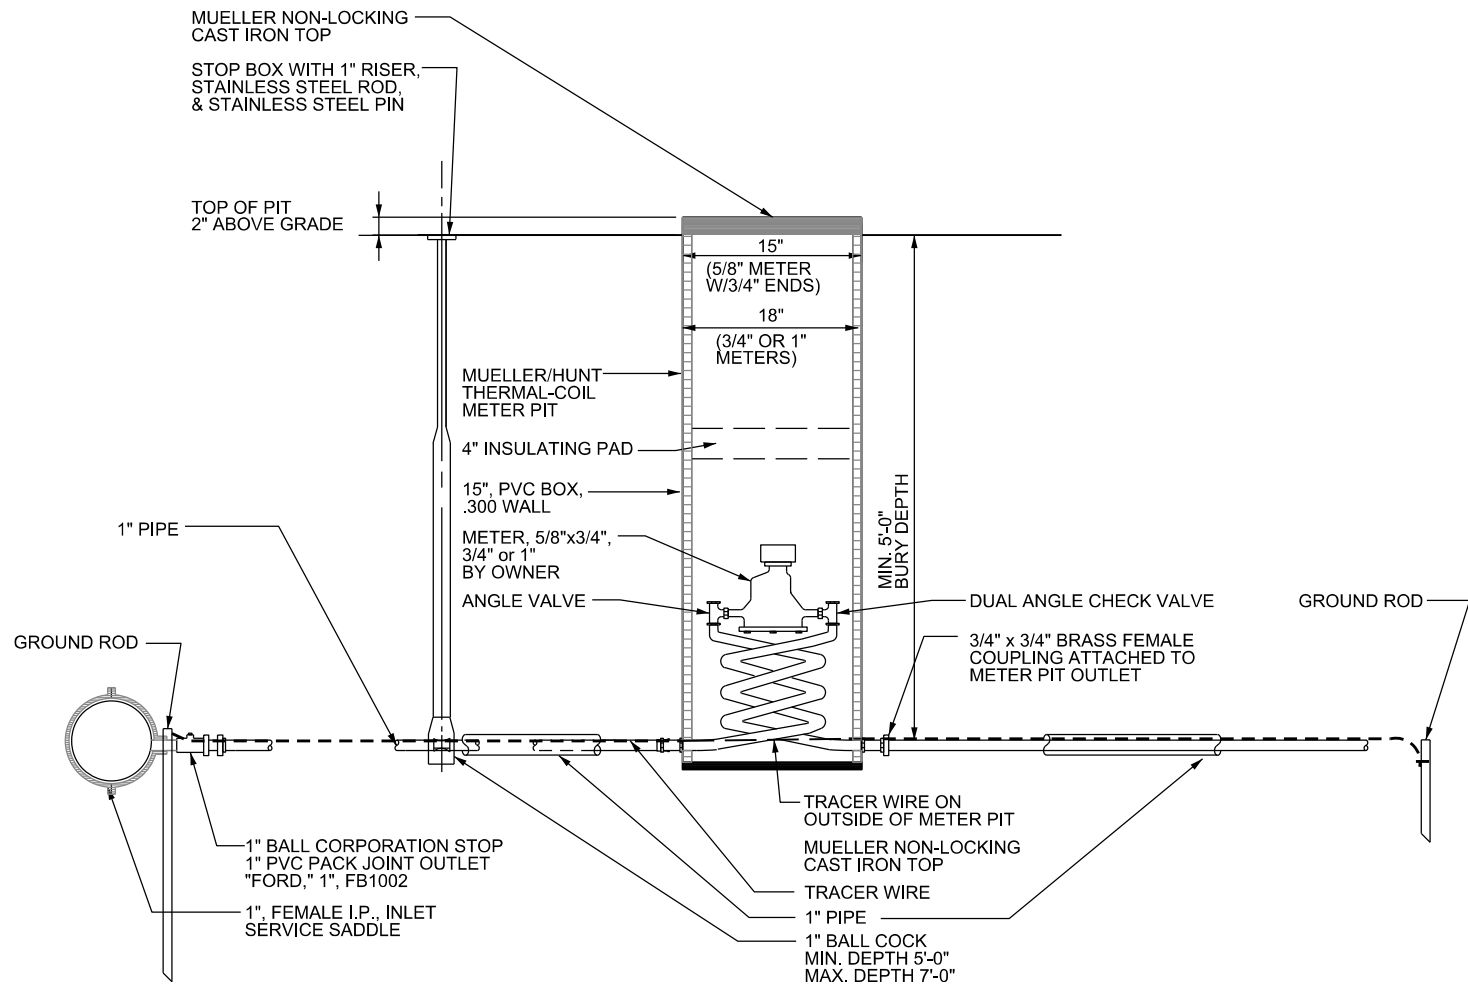 MUELLER NON-LOCKING
CAST IRON TOP
STOP BOX WITH 1" RISER,
STAINLESS STEEL ROD,
& STAINLESS STEEL PIN
TOP OF PIT
2" ABOVE GRADE
15"
(5/8" METER
W/3/4" ENDS)
18"
(3/4" OR 1"
METERS)
MUELLER/HUNT
THERMAL-COIL
METER PIT
4" INSULATING PAD
15", PVC BOX,
.300 WALL
1" PIPE
METER, 5/8"x3/4",
3/4" or 1"
BY OWNER
MIN. 5'-0"
BURY DEPTH
ANGLE VALVE
DUAL ANGLE CHECK VALVE
GROUND ROD
GROUND ROD
3/4" x 3/4" BRASS FEMALE
COUPLING ATTACHED TO
METER PIT OUTLET
TRACER WIRE ON
OUTSIDE OF METER PIT
1" BALL CORPORATION STOP
1" PVC PACK JOINT OUTLET
"FORD," 1", FB1002
MUELLER NON-LOCKING
CAST IRON TOP
TRACER WIRE
1", FEMALE I.P., INLET
SERVICE SADDLE
1" PIPE
1" BALL COCK
MIN. DEPTH 5'-0"
MAX. DEPTH 7'-0"